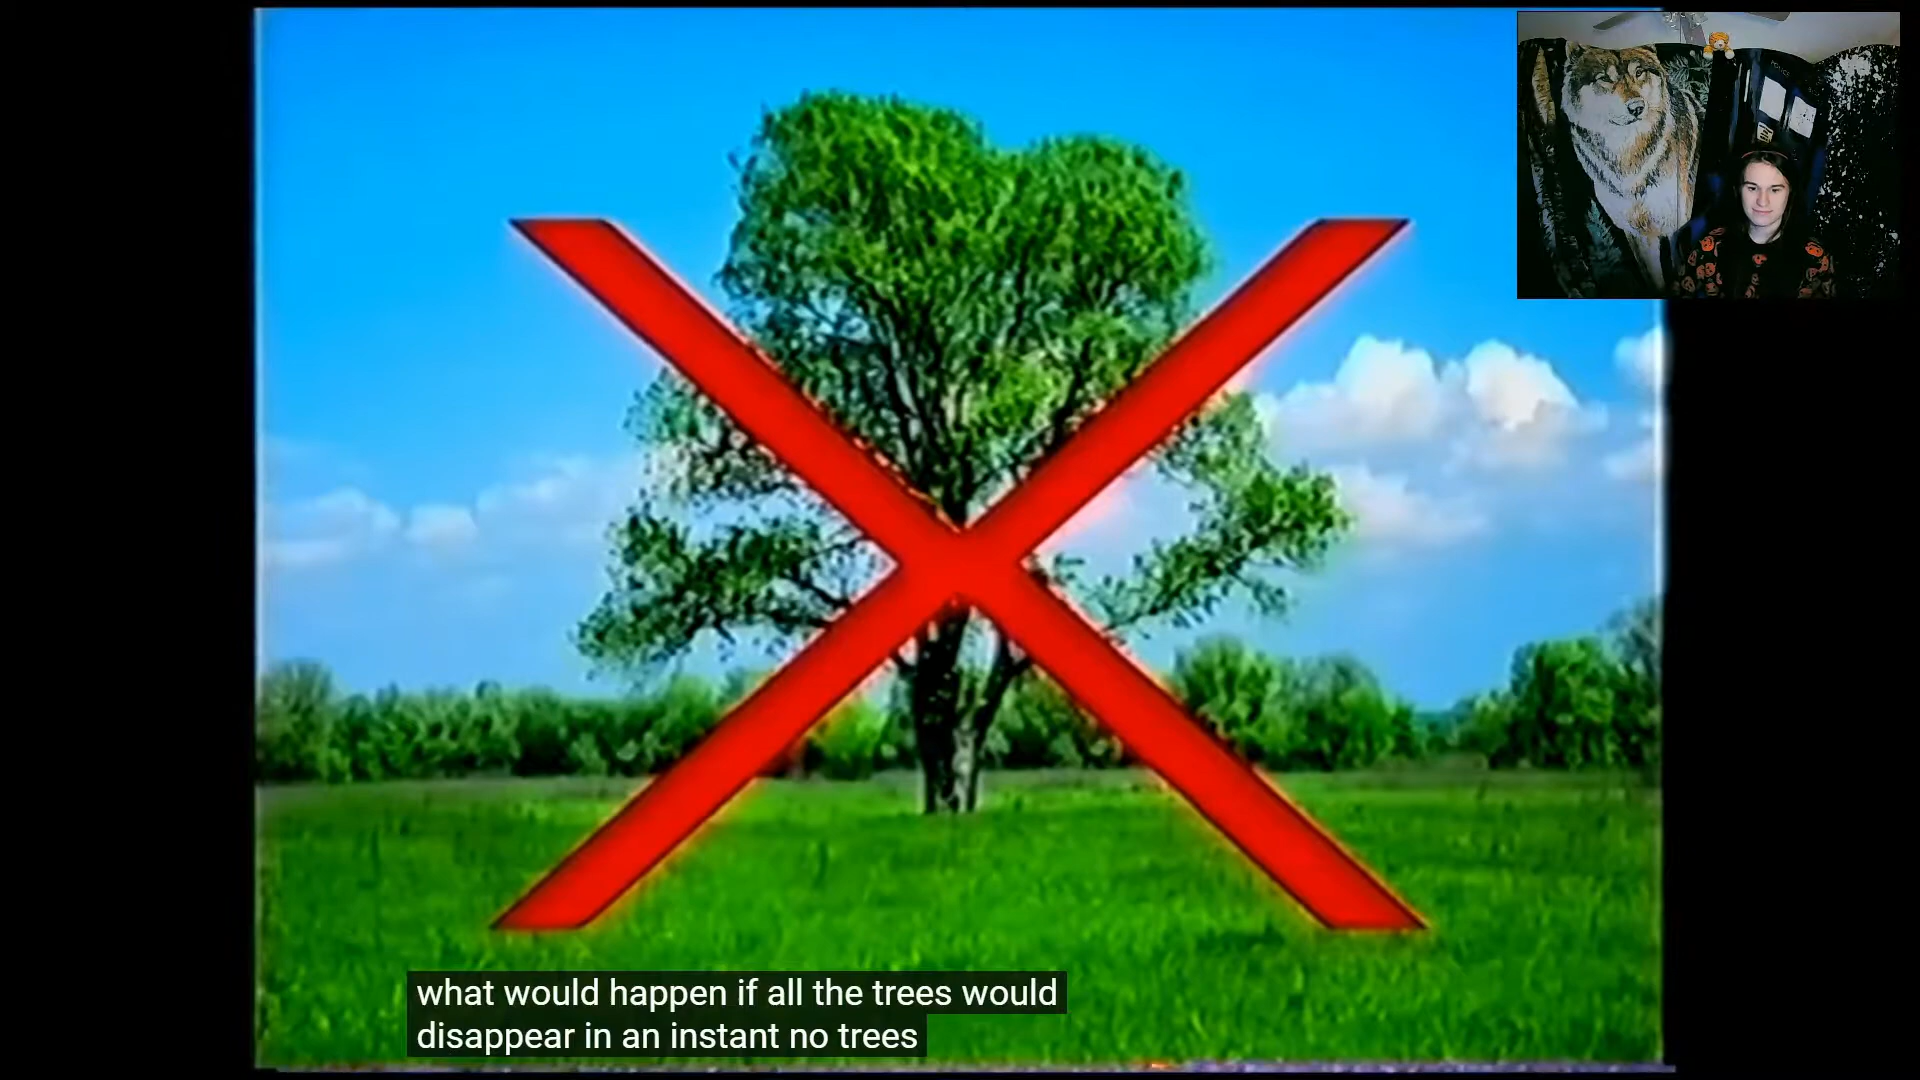 what would happen if all the trees would
disappear in an instant no trees